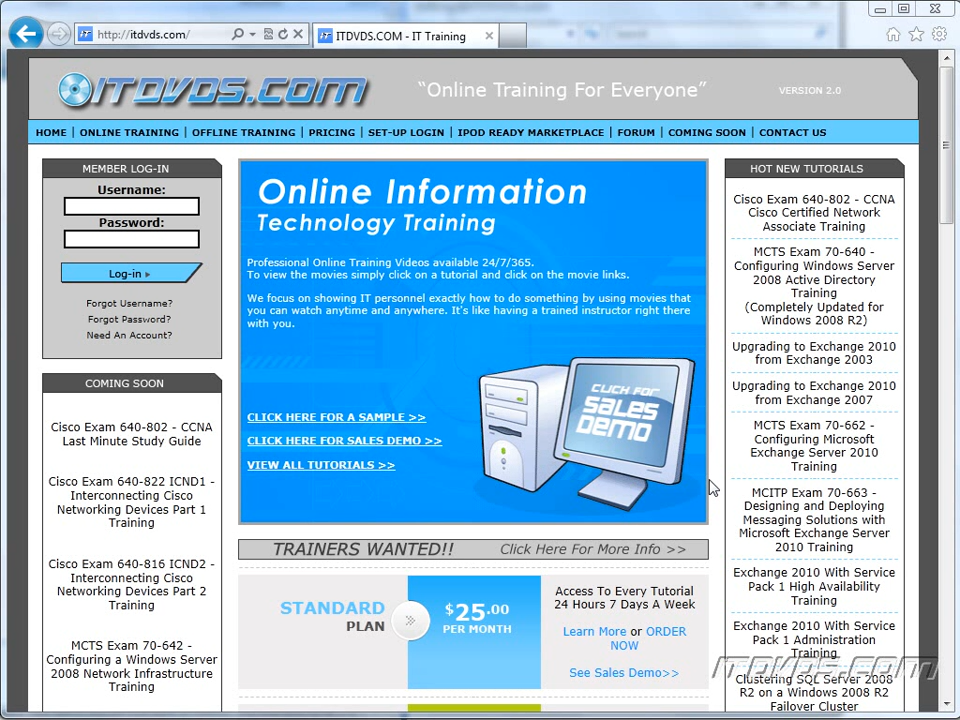 http://itdvds.com/
ITDVDS.COM - IT Training
ITDVDS.COM
“Online Training For Everyone”
VERSION 2.0
HOME | ONLINE TRAINING | OFFLINE TRAINING | PRICING | SET-UP LOGIN | IPOD READY MARKETPLACE | FORUM | COMING SOON | CONTACT US
MEMBER LOG-IN
Username:
Password:
Log-in
Forgot Username?
Forgot Password?
Need An Account?
COMING SOON
Cisco Exam 640-802 - CCNA
Last Minute Study Guide
Cisco Exam 640-822 ICND1 -
Interconnecting Cisco
Networking Devices Part 1
Training
Cisco Exam 640-816 ICND2 -
Interconnecting Cisco
Networking Devices Part 2
Training
MCTS Exam 70-642 -
Configuring a Windows Server
2008 Network Infrastructure
Training
Online Information
Technology Training
Professional Online Training Videos available 24/7/365.
To view the movies simply click on a tutorial and click on the movie links.
We focus on showing IT personnel exactly how to do something by using movies that
you can watch anytime and anywhere. It's like having a trained instructor right there
with you.
CLICK HERE FOR A SAMPLE >>
CLICK HERE FOR SALES DEMO >>
VIEW ALL TUTORIALS >>
CLICK FOR
SALES
DEMO
TRAINERS WANTED!! Click Here For More Info >>
STANDARD
PLAN
$25.00
PER MONTH
Access To Every Tutorial
24 Hours 7 Days A Week
Learn More or ORDER
NOW
See Sales Demo>>
HOT NEW TUTORIALS
Cisco Exam 640-802 - CCNA
Cisco Certified Network
Associate Training
MCTS Exam 70-640 -
Configuring Windows Server
2008 Active Directory
Training
(Completely Updated for
Windows 2008 R2)
Upgrading to Exchange 2010
from Exchange 2003
Upgrading to Exchange 2010
from Exchange 2007
MCTS Exam 70-662 -
Configuring Microsoft
Exchange Server 2010
Training
MCITP Exam 70-663 -
Designing and Deploying
Messaging Solutions with
Microsoft Exchange Server
2010 Training
Exchange 2010 With Service
Pack 1 High Availability
Training
Exchange 2010 With Service
Pack 1 Administration
Training
Clustering SQL Server 2008
R2 on a Windows 2008 R2
Failover Cluster
ITDVDS.COM